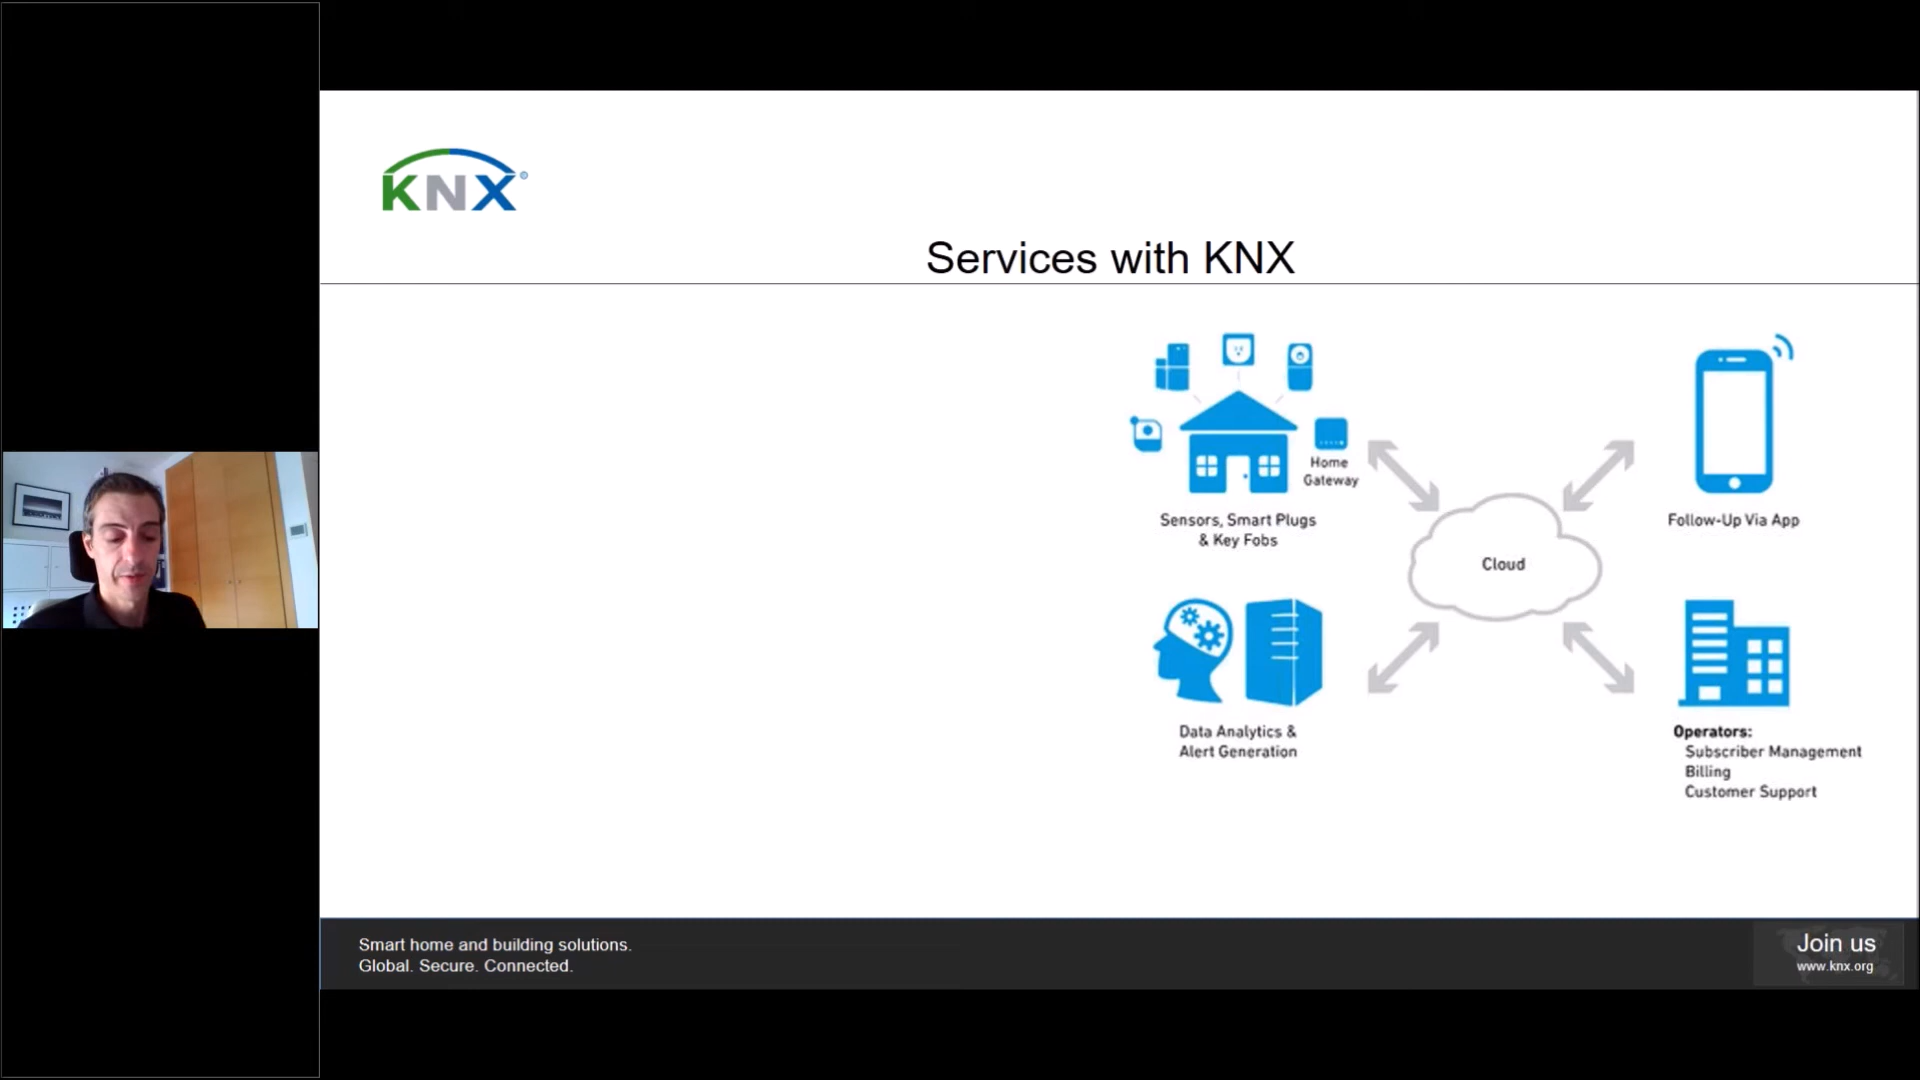 KNX
Services with KNX
Home
Gateway
Sensors, Smart Plugs
& Key Fobs
Cloud
Follow-Up Via App
Data Analytics &
Alert Generation
Operators:
Subscriber Management
Billing
Customer Support
Smart home and building solutions.
Global. Secure. Connected.
Join us
www.knx.org